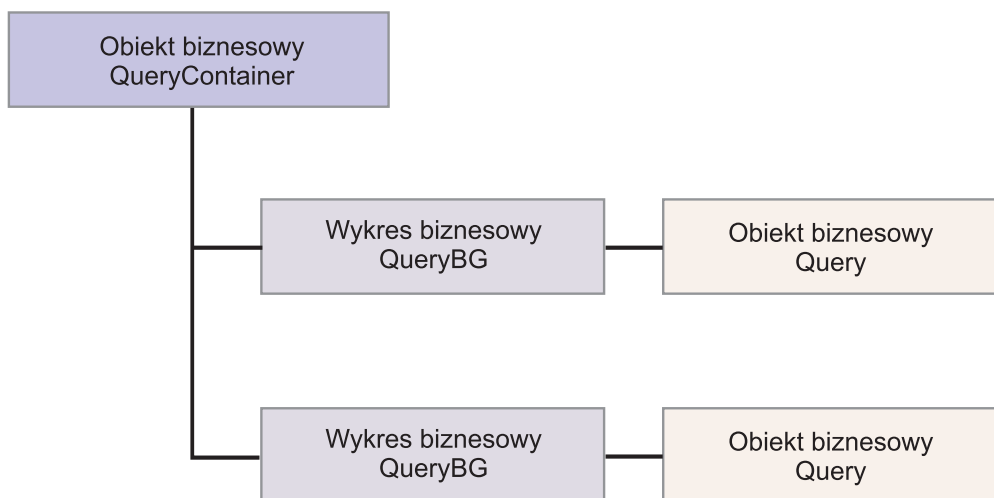 Obiekt biznesowy
QueryContainer
Wykres biznesowy
QueryBG
Obiekt biznesowy
Query
Wykres biznesowy
QueryBG
Obiekt biznesowy
Query